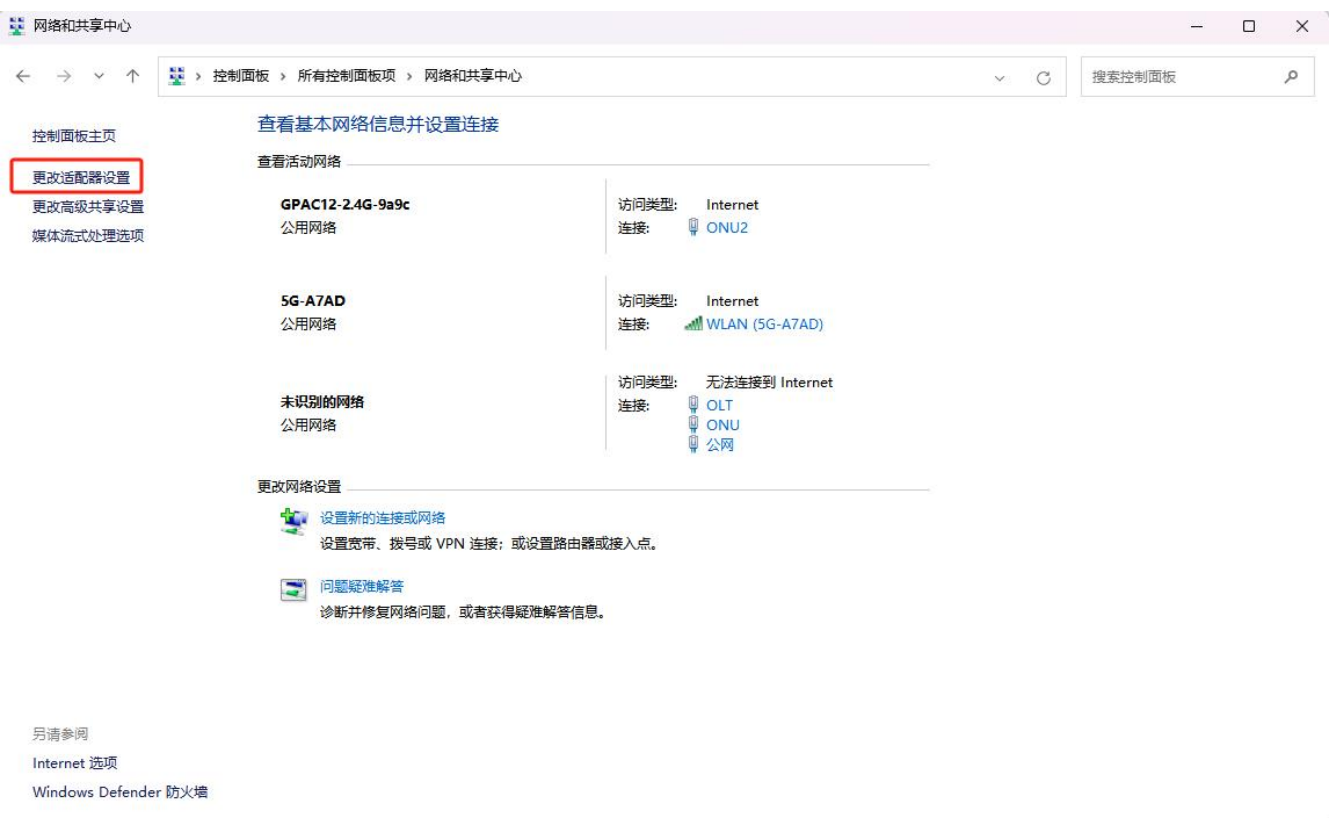 网络和共享中心
控制面板 › 所有控制面板项 › 网络和共享中心
搜索控制面板
控制面板主页
更改适配器设置
更改高级共享设置
媒体流式处理选项
查看基本网络信息并设置连接
查看活动网络
GPAC12-2.4G-9a9c
公用网络
访问类型: Internet
连接: ONU2
5G-A7AD
公用网络
访问类型: Internet
连接: WLAN (5G-A7AD)
未识别的网络
公用网络
访问类型: 无法连接到 Internet
连接: OLT
ONU
公网
更改网络设置
设置新的连接或网络
设置宽带、拨号或 VPN 连接；或设置路由器或接入点。
问题疑难解答
诊断并修复网络问题，或者获得疑难解答信息。
另请参阅
Internet 选项
Windows Defender 防火墙